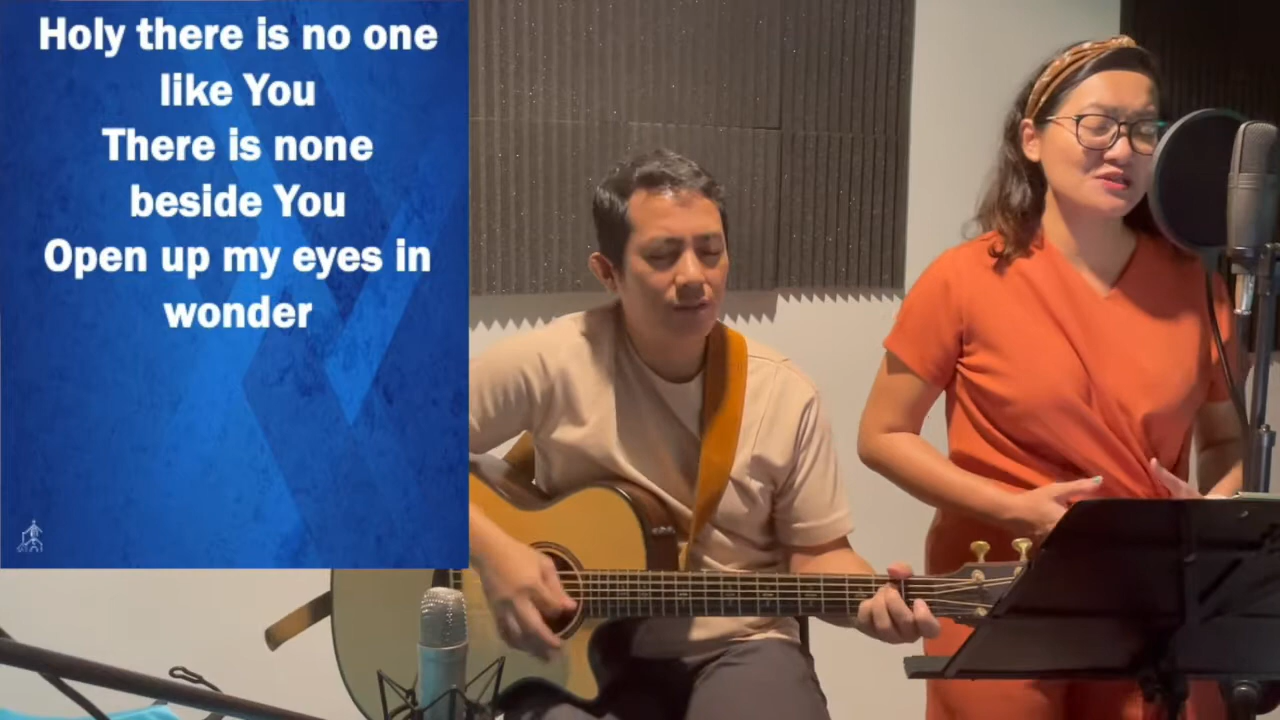 Holy there is no one
like You
There is none
beside You
Open up my eyes in
wonder